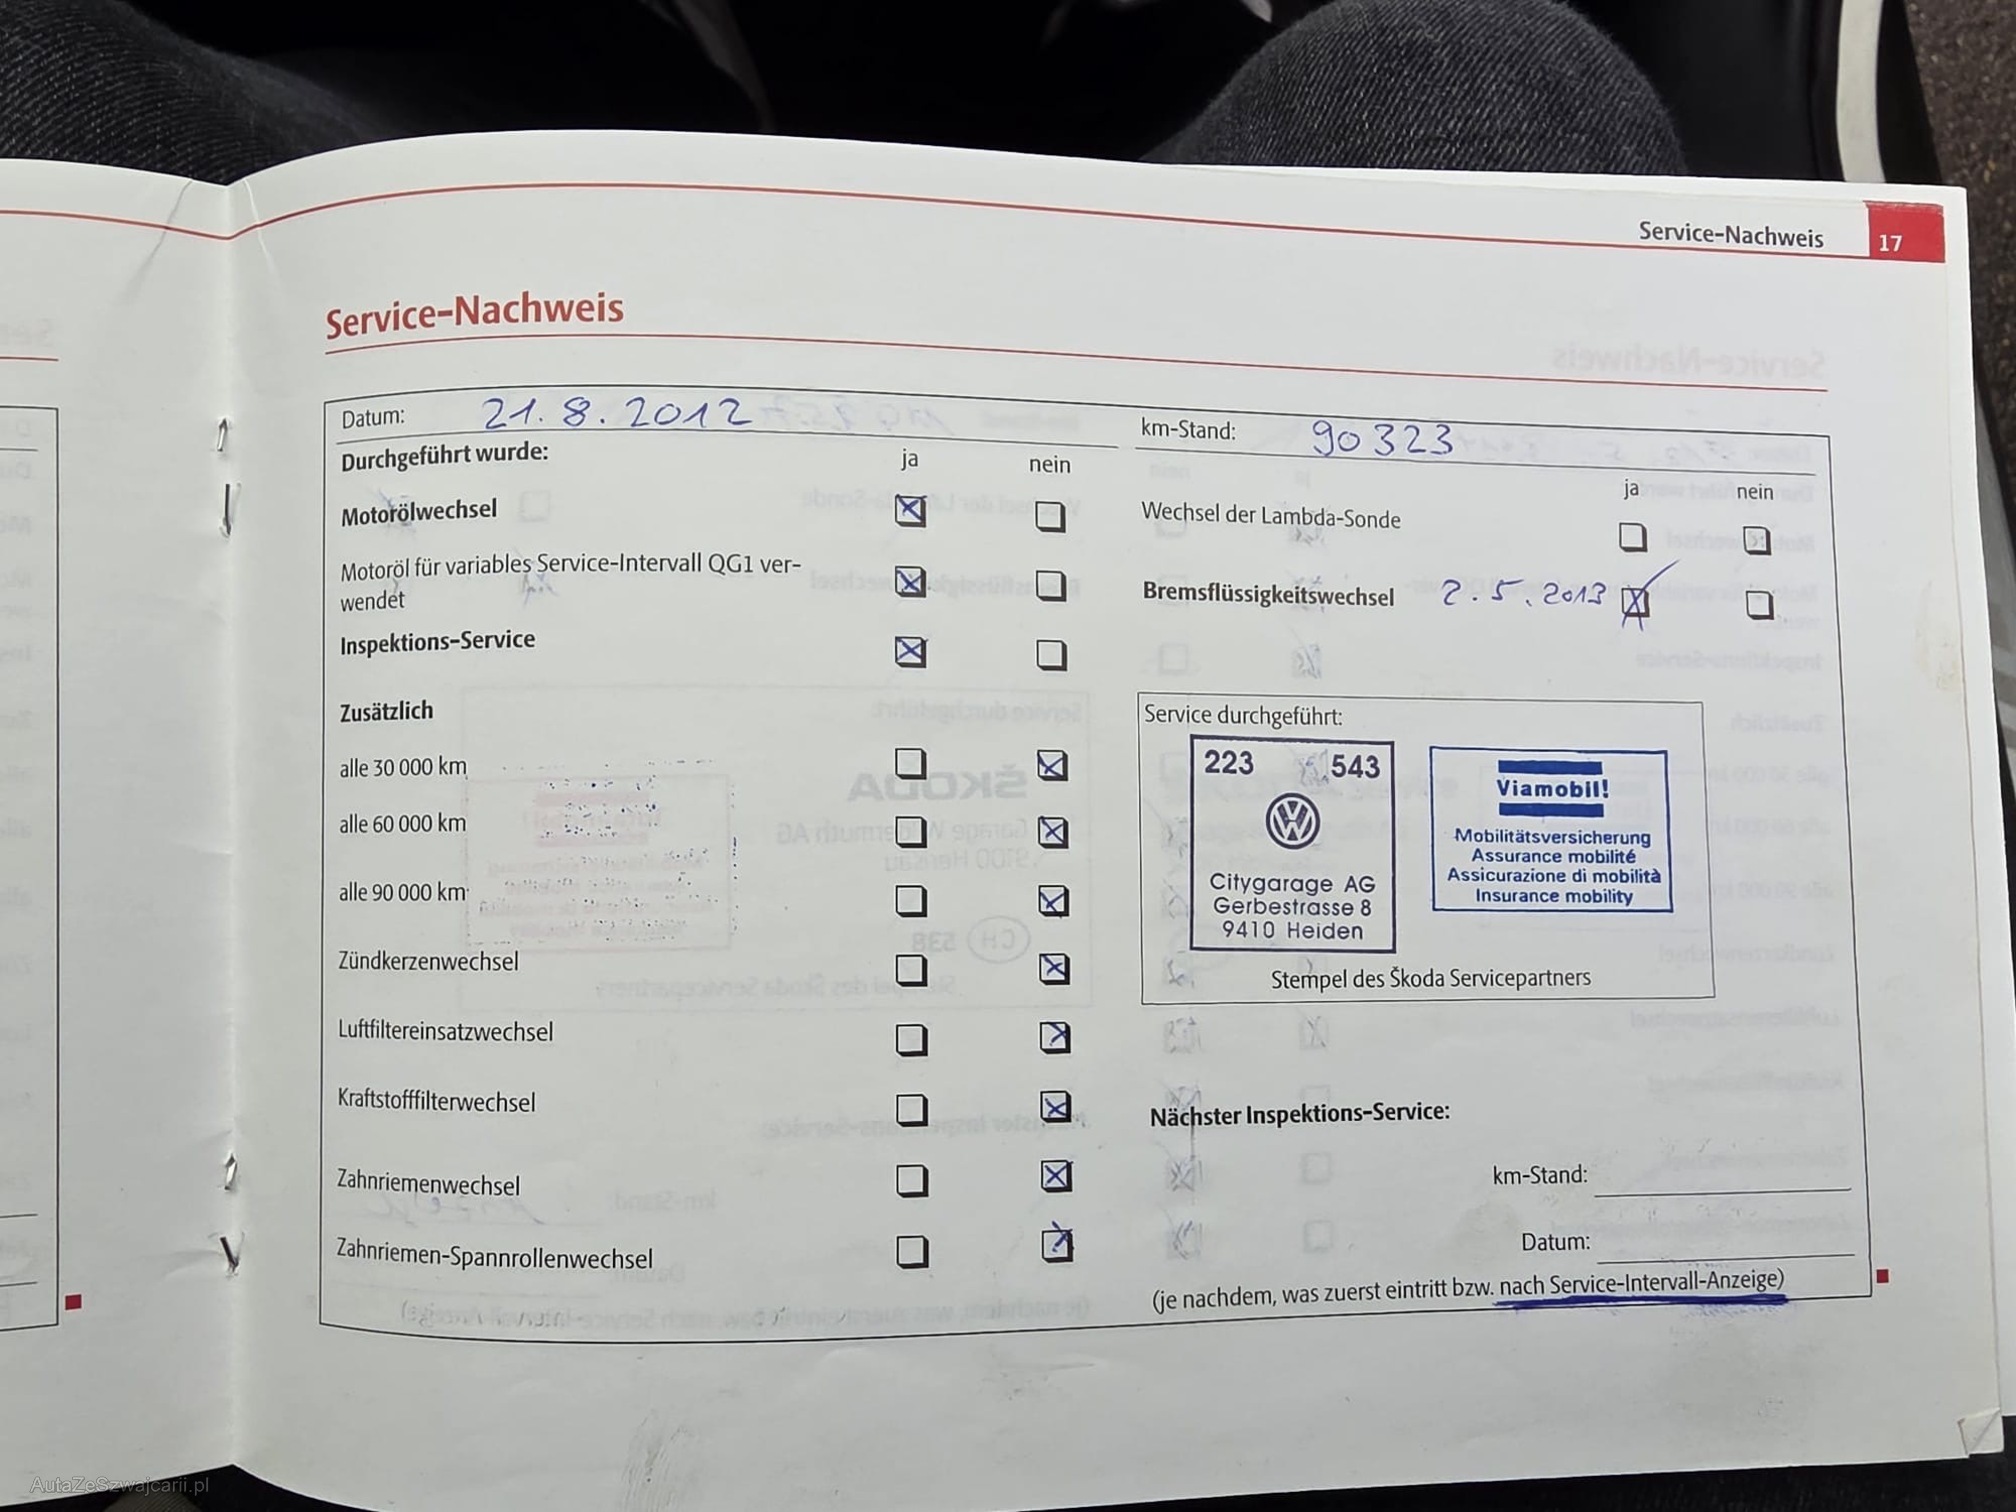 Service-Nachweis 17
Service-Nachweis
Datum: 21.8.2012
km-Stand: 90323
Durchgeführt wurde:
ja nein
Motorölwechsel
Motoröl für variables Service-Intervall QG1 ver-
wendet
Inspektions-Service
Zusätzlich
alle 30 000 km
alle 60 000 km
alle 90 000 km
Zündkerzenwechsel
Luftfiltereinsatzwechsel
Kraftstofffilterwechsel
Zahnriemenwechsel
Zahnriemen-Spannrollenwechsel
ja nein
Wechsel der Lambda-Sonde
Bremsflüssigkeitswechsel 2.5.2013
Service durchgeführt:
223 543
Citygarage AG
Gerbestrasse 8
9410 Heiden
Viamobil!
Mobilitätsversicherung
Assurance mobilité
Assicurazione di mobilità
Insurance mobility
Stempel des Škoda Servicepartners
Nächster Inspektions-Service:
km-Stand:
Datum:
(je nachdem, was zuerst eintritt bzw. nach Service-Intervall-Anzeige)
AutaZeSzwajcarii.pl